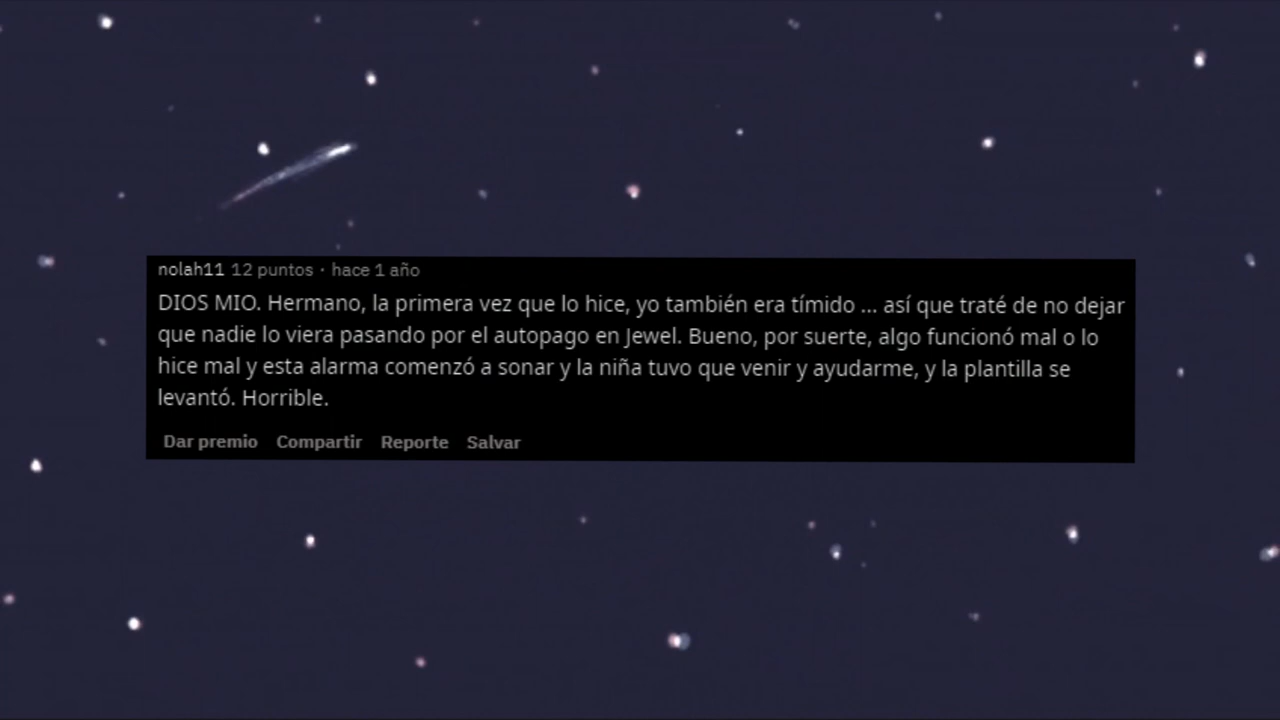 nolah11 12 puntos · hace 1 año
DIOS MIO. Hermano, la primera vez que lo hice, yo también era tímido ... así que traté de no dejar
que nadie lo viera pasando por el autopago en Jewel. Bueno, por suerte, algo funcionó mal o lo
hice mal y esta alarma comenzó a sonar y la niña tuvo que venir y ayudarme, y la plantilla se
levantó. Horrible.
Dar premio Compartir Reporte Salvar